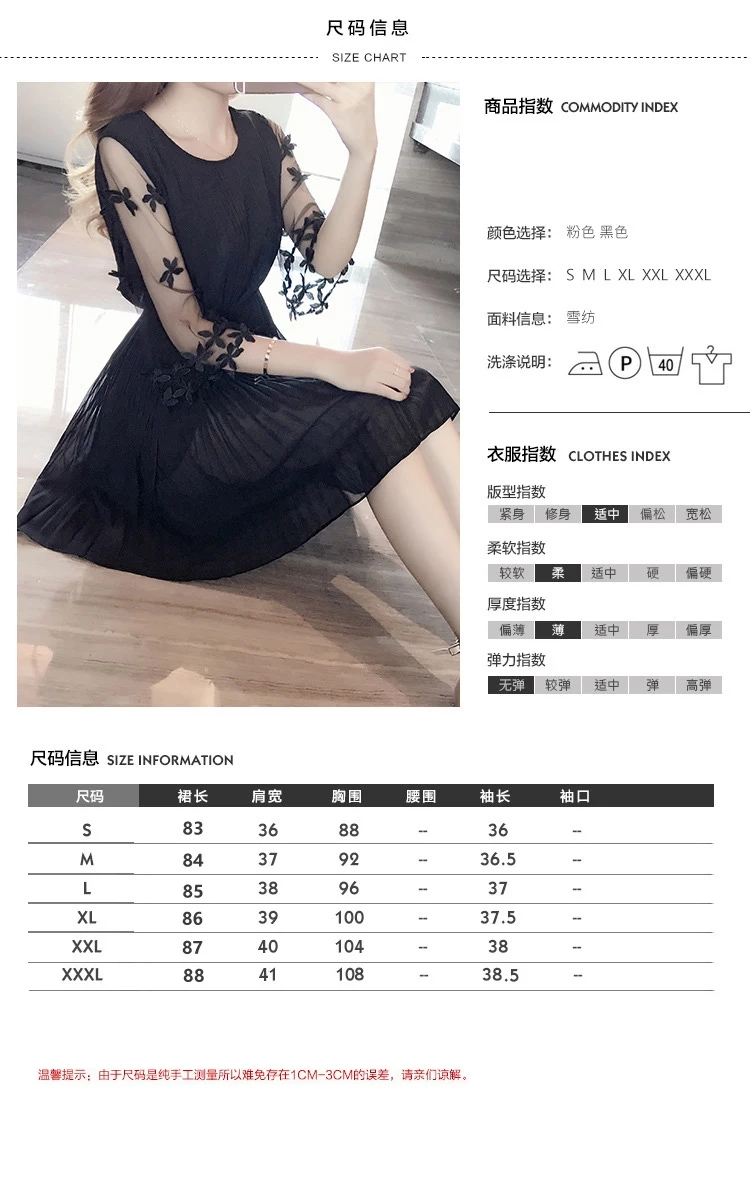 尺码信息
SIZE CHART
商品指数 COMMODITY INDEX
颜色选择: 粉色 黑色
尺码选择: S M L XL XXL XXXL
面料信息: 雪纺
洗涤说明: P 40
衣服指数 CLOTHES INDEX
版型指数
紧身 修身 适中 偏松 宽松
柔软指数
较软 柔 适中 硬 偏硬
厚度指数
偏薄 薄 适中 厚 偏厚
弹力指数
无弹 较弹 适中 弹 高弹
尺码信息 SIZE INFORMATION
尺码 裙长 肩宽 胸围 腰围 袖长 袖口
S 83 36 88 -- 36 --
M 84 37 92 -- 36.5 --
L 85 38 96 -- 37 --
XL 86 39 100 -- 37.5 --
XXL 87 40 104 -- 38 --
XXXL 88 41 108 -- 38.5 --
温馨提示；由于尺码是纯手工测量所以难免存在1CM-3CM的误差，请亲们谅解。